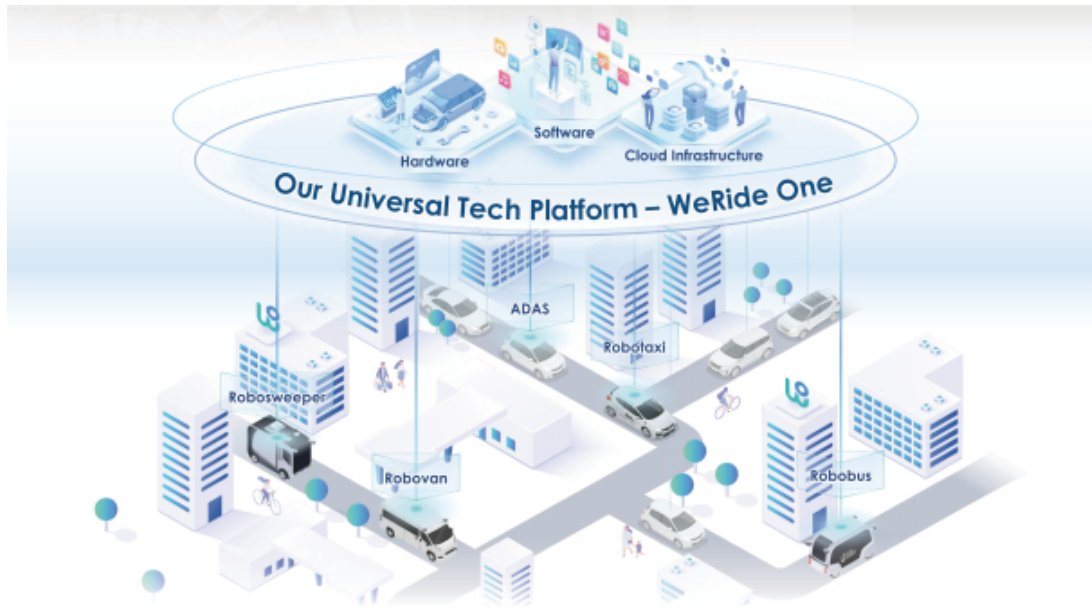 Software
Hardware
Cloud Infrastructure
Our Universal Tech Platform – WeRide One
ADAS
Robotaxi
Robosweeper
Robovan
Robobus